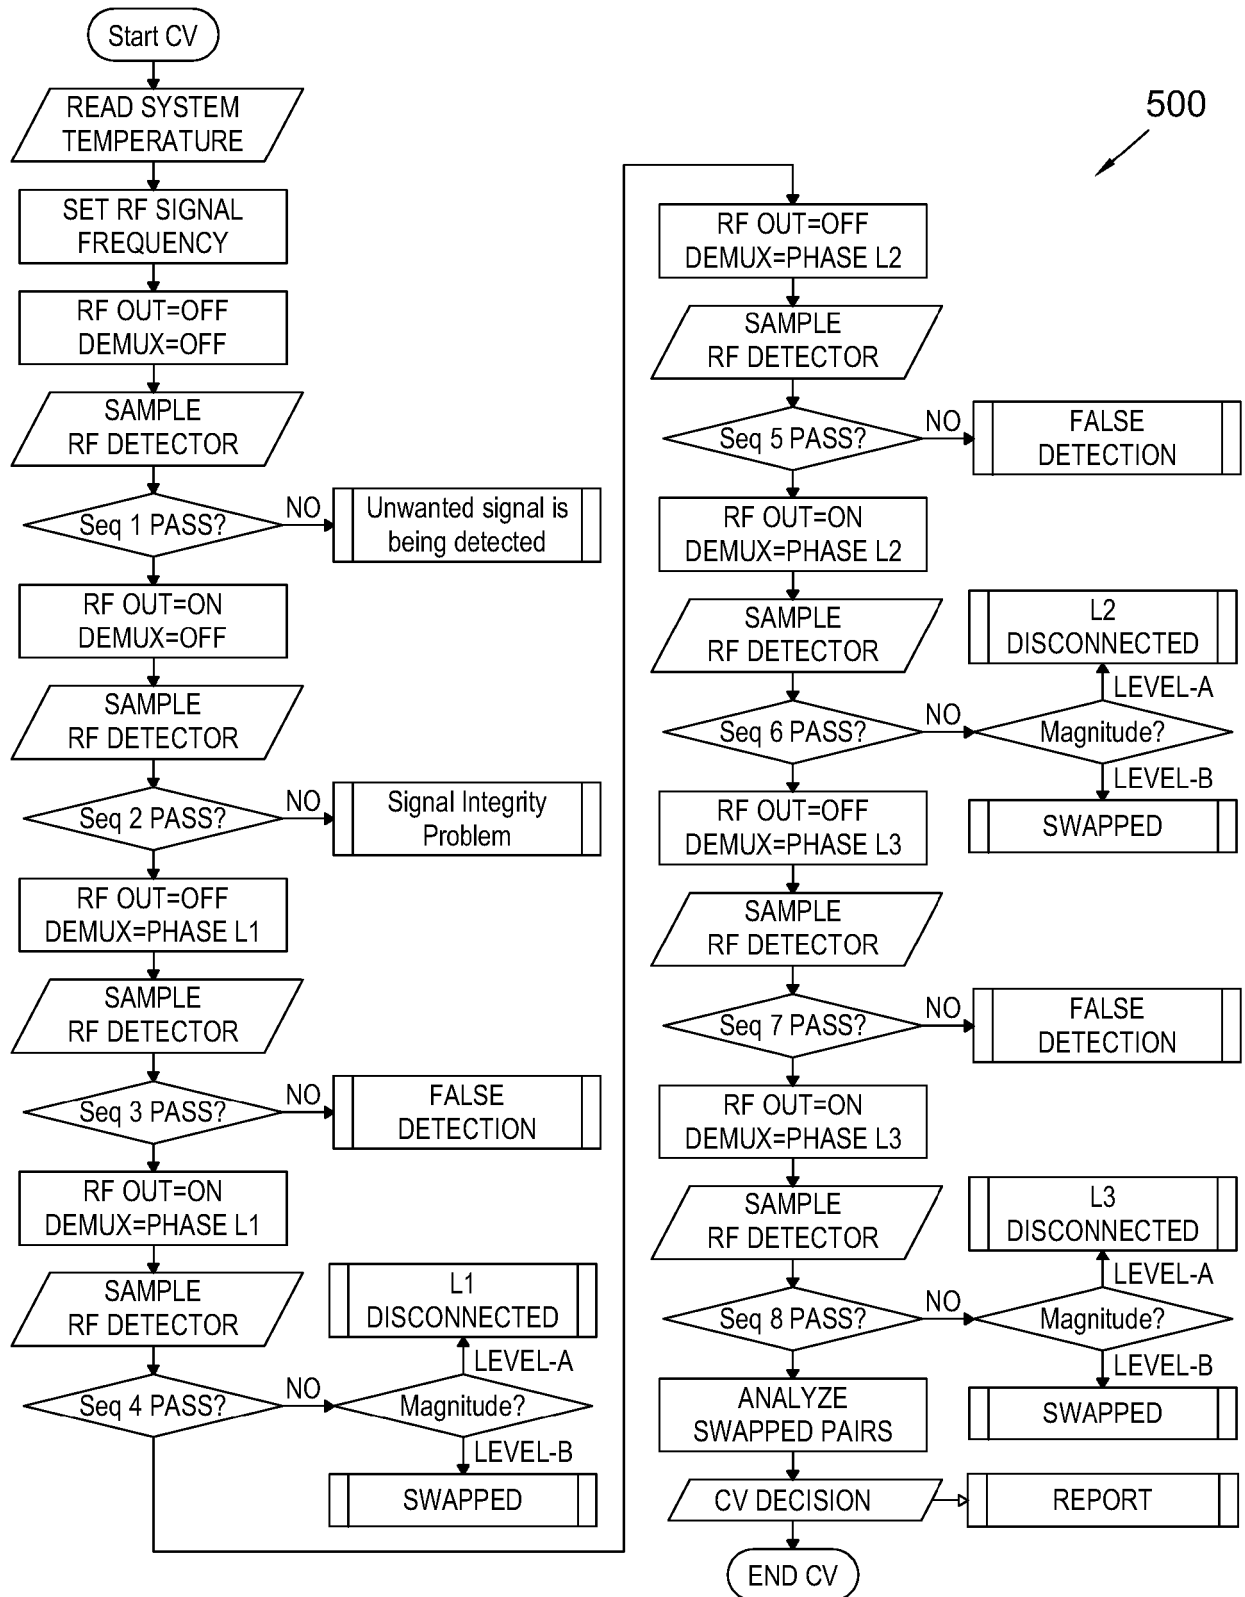 Start CV
READ SYSTEM
TEMPERATURE
SET RF SIGNAL
FREQUENCY
RF OUT=OFF
DEMUX=OFF
SAMPLE
RF DETECTOR
Seq 1 PASS?
NO
Unwanted signal is
being detected
RF OUT=ON
DEMUX=OFF
SAMPLE
RF DETECTOR
Seq 2 PASS?
NO
Signal Integrity
Problem
RF OUT=OFF
DEMUX=PHASE L1
SAMPLE
RF DETECTOR
Seq 3 PASS?
NO
FALSE
DETECTION
RF OUT=ON
DEMUX=PHASE L1
SAMPLE
RF DETECTOR
L1
DISCONNECTED
LEVEL-A
Seq 4 PASS?
NO
Magnitude?
LEVEL-B
SWAPPED
500
RF OUT=OFF
DEMUX=PHASE L2
SAMPLE
RF DETECTOR
Seq 5 PASS?
NO
FALSE
DETECTION
RF OUT=ON
DEMUX=PHASE L2
SAMPLE
RF DETECTOR
L2
DISCONNECTED
LEVEL-A
Seq 6 PASS?
NO
Magnitude?
LEVEL-B
SWAPPED
RF OUT=OFF
DEMUX=PHASE L3
SAMPLE
RF DETECTOR
Seq 7 PASS?
NO
FALSE
DETECTION
RF OUT=ON
DEMUX=PHASE L3
SAMPLE
RF DETECTOR
L3
DISCONNECTED
LEVEL-A
Seq 8 PASS?
NO
Magnitude?
LEVEL-B
SWAPPED
ANALYZE
SWAPPED PAIRS
CV DECISION
REPORT
END CV